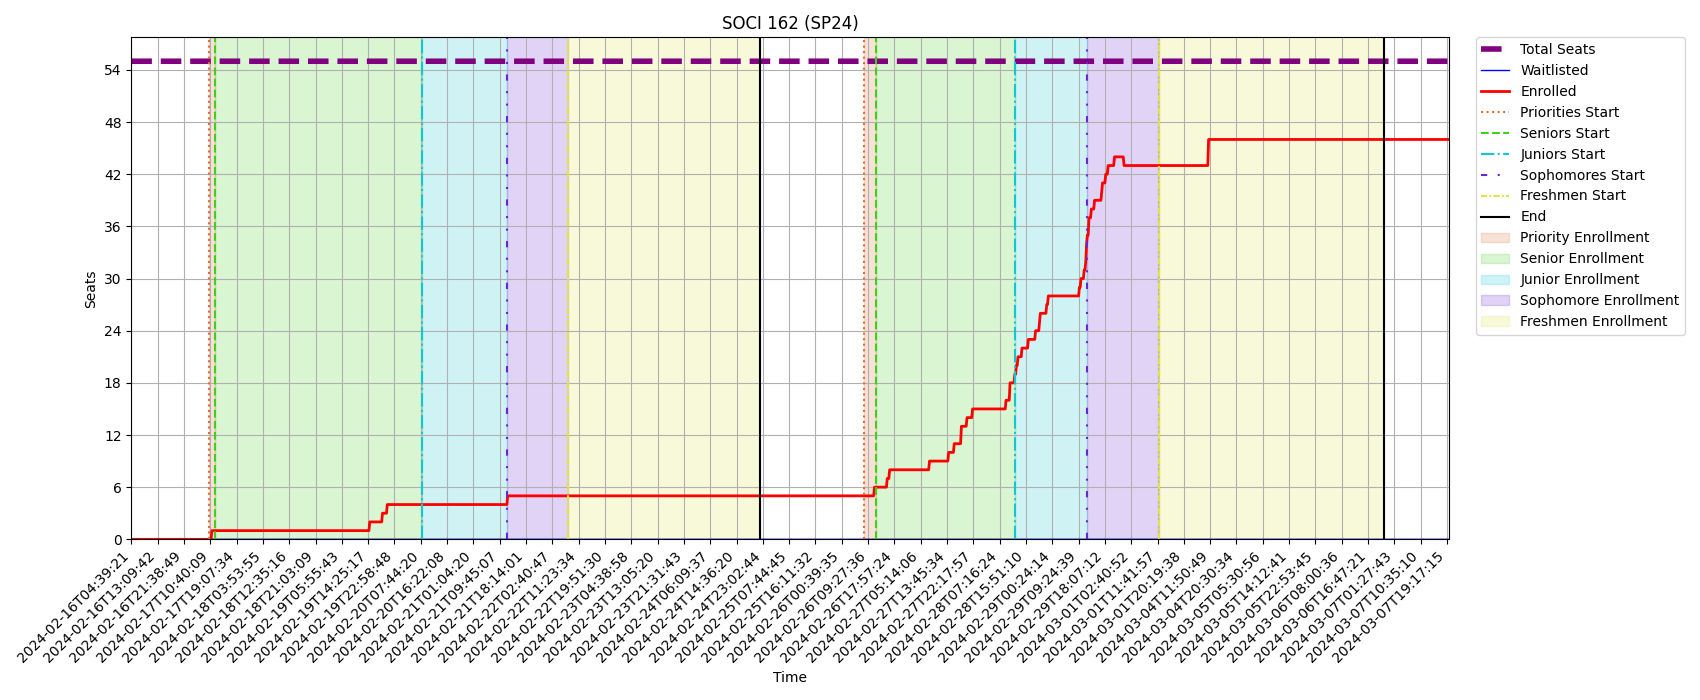 SOCI 162 (SP24)
Total Seats
Waitlisted
Enrolled
Priorities Start
Seniors Start
Juniors Start
Sophomores Start
Freshmen Start
End
Priority Enrollment
Senior Enrollment
Junior Enrollment
Sophomore Enrollment
Freshmen Enrollment
Seats
54
48
42
36
30
24
18
12
6
0
2024-02-16T04:39:21
2024-02-16T13:09:42
2024-02-16T21:38:49
2024-02-17T10:40:09
2024-02-17T19:07:34
2024-02-18T03:53:55
2024-02-18T12:35:16
2024-02-18T21:03:09
2024-02-19T05:55:43
2024-02-19T14:25:17
2024-02-19T22:58:48
2024-02-20T07:44:20
2024-02-20T16:22:08
2024-02-21T01:04:20
2024-02-21T09:45:07
2024-02-21T18:14:01
2024-02-22T02:40:47
2024-02-22T11:23:34
2024-02-22T19:51:30
2024-02-23T04:38:58
2024-02-23T13:05:20
2024-02-23T21:31:43
2024-02-24T06:09:37
2024-02-24T14:36:20
2024-02-24T23:02:44
2024-02-25T07:44:45
2024-02-25T16:11:32
2024-02-26T00:39:35
2024-02-26T09:27:36
2024-02-26T17:57:24
2024-02-27T05:14:06
2024-02-27T13:45:34
2024-02-27T22:17:57
2024-02-28T07:16:24
2024-02-28T15:51:10
2024-02-29T00:24:14
2024-02-29T09:24:39
2024-02-29T18:07:12
2024-03-01T02:40:52
2024-03-01T11:41:57
2024-03-01T20:19:38
2024-03-04T11:50:49
2024-03-04T20:30:34
2024-03-05T05:30:56
2024-03-05T14:12:41
2024-03-05T22:53:45
2024-03-06T08:00:36
2024-03-06T16:47:22
2024-03-07T01:27:43
2024-03-07T10:35:10
2024-03-07T19:17:15
Time